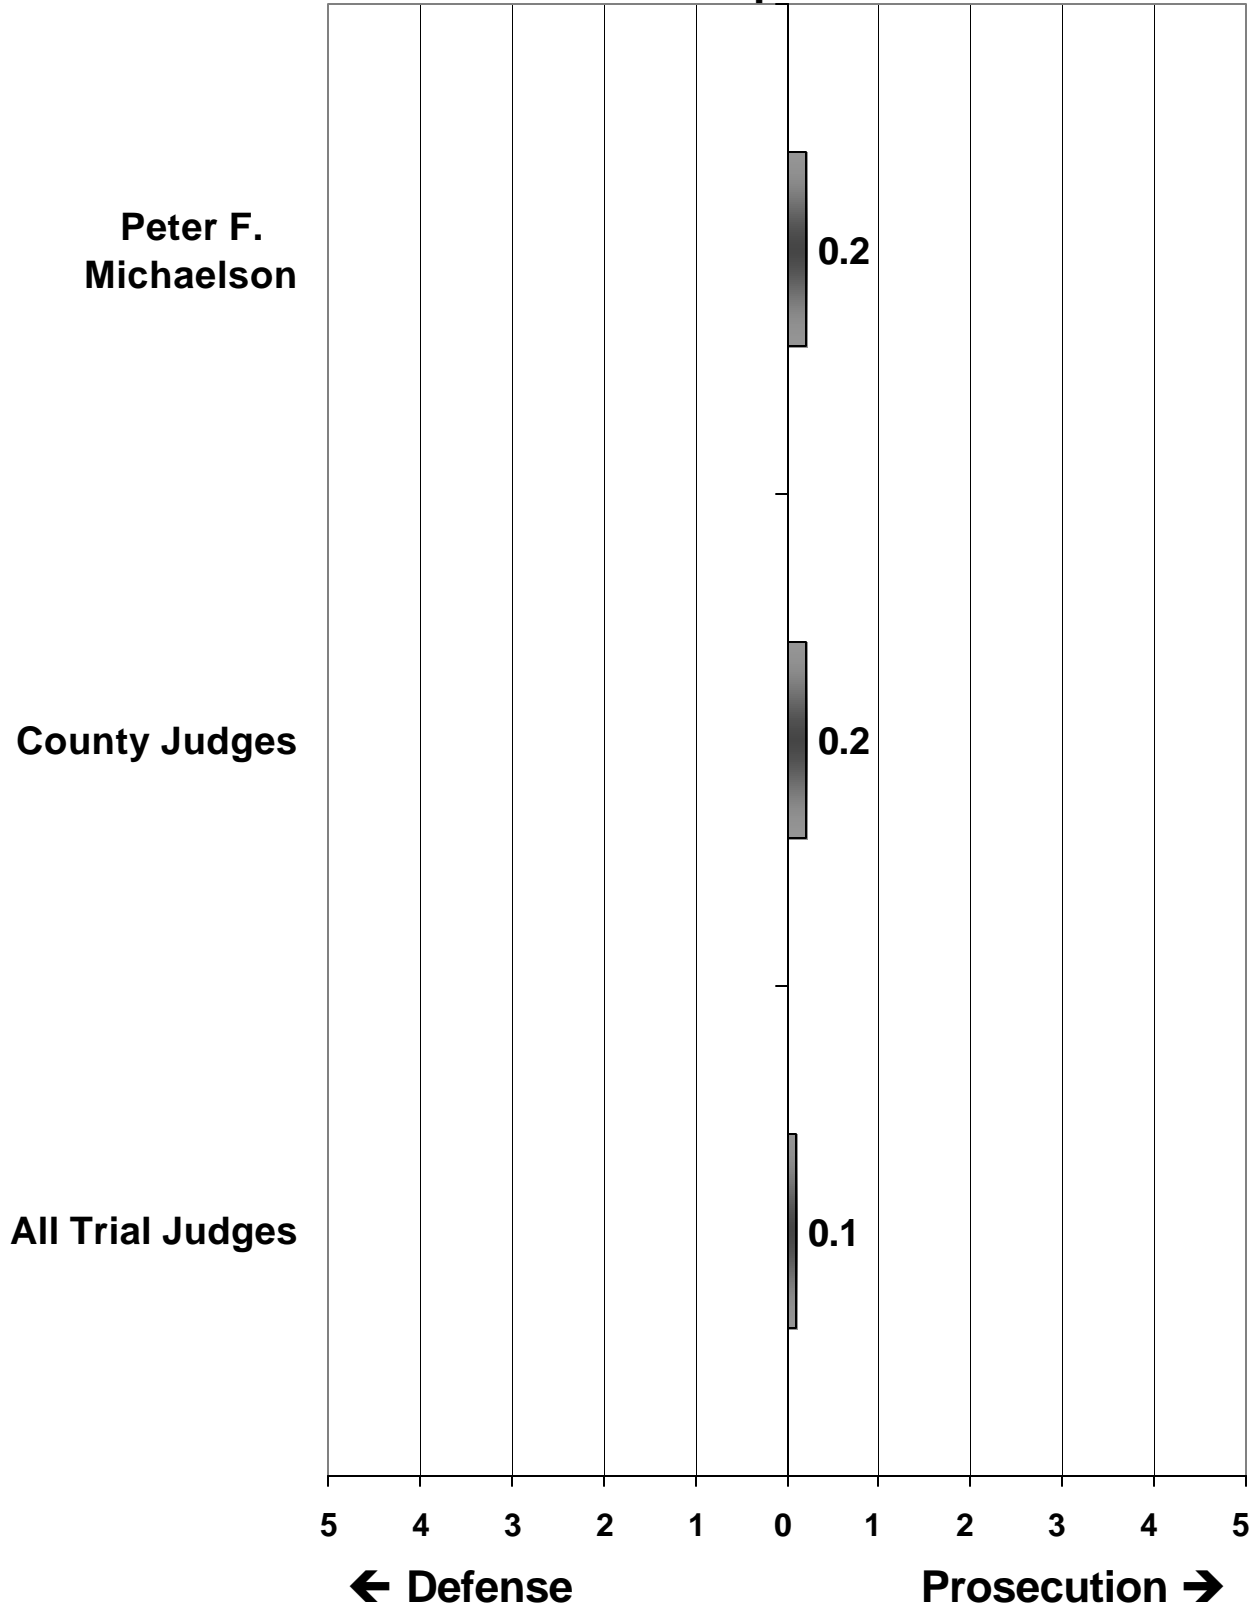 Peter F.
Michaelson
0.2
County Judges
0.2
All Trial Judges
0.1
5 4 3 2 1 0 1 2 3 4 5
← Defense Prosecution →